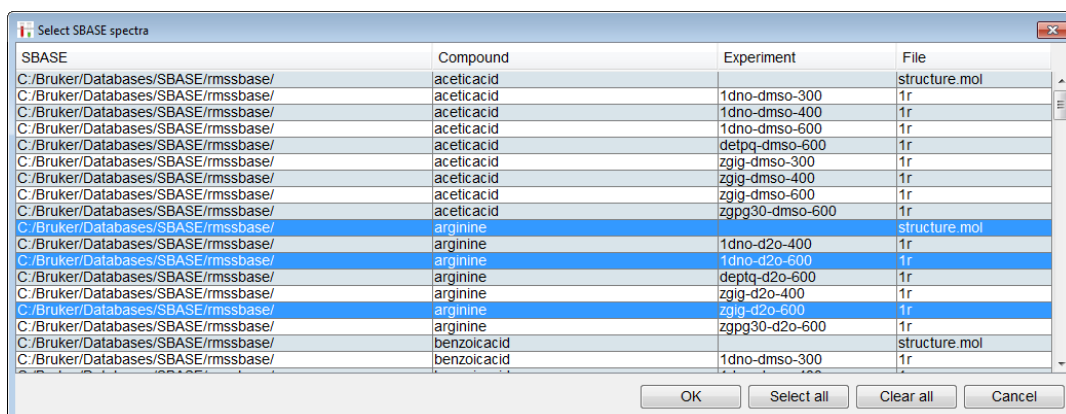 Select SBASE spectra
SBASE Compound Experiment File
C:/Bruker/Databases/SBASE/rmssbase/ aceticacid structure.mol
C:/Bruker/Databases/SBASE/rmssbase/ aceticacid 1dno-dmso-300 1r
C:/Bruker/Databases/SBASE/rmssbase/ aceticacid 1dno-dmso-400 1r
C:/Bruker/Databases/SBASE/rmssbase/ aceticacid 1dno-dmso-600 1r
C:/Bruker/Databases/SBASE/rmssbase/ aceticacid detpq-dmso-600 1r
C:/Bruker/Databases/SBASE/rmssbase/ aceticacid zgig-dmso-300 1r
C:/Bruker/Databases/SBASE/rmssbase/ aceticacid zgig-dmso-400 1r
C:/Bruker/Databases/SBASE/rmssbase/ aceticacid zgig-dmso-600 1r
C:/Bruker/Databases/SBASE/rmssbase/ aceticacid zgpg30-dmso-600 1r
C:/Bruker/Databases/SBASE/rmssbase/ arginine structure.mol
C:/Bruker/Databases/SBASE/rmssbase/ arginine 1dno-d2o-400 1r
C:/Bruker/Databases/SBASE/rmssbase/ arginine 1dno-d2o-600 1r
C:/Bruker/Databases/SBASE/rmssbase/ arginine deptq-d2o-600 1r
C:/Bruker/Databases/SBASE/rmssbase/ arginine zgig-d2o-400 1r
C:/Bruker/Databases/SBASE/rmssbase/ arginine zgig-d2o-600 1r
C:/Bruker/Databases/SBASE/rmssbase/ arginine zgpg30-d2o-600 1r
C:/Bruker/Databases/SBASE/rmssbase/ benzoicacid structure.mol
C:/Bruker/Databases/SBASE/rmssbase/ benzoicacid 1dno-dmso-300 1r
OK Select all Clear all Cancel